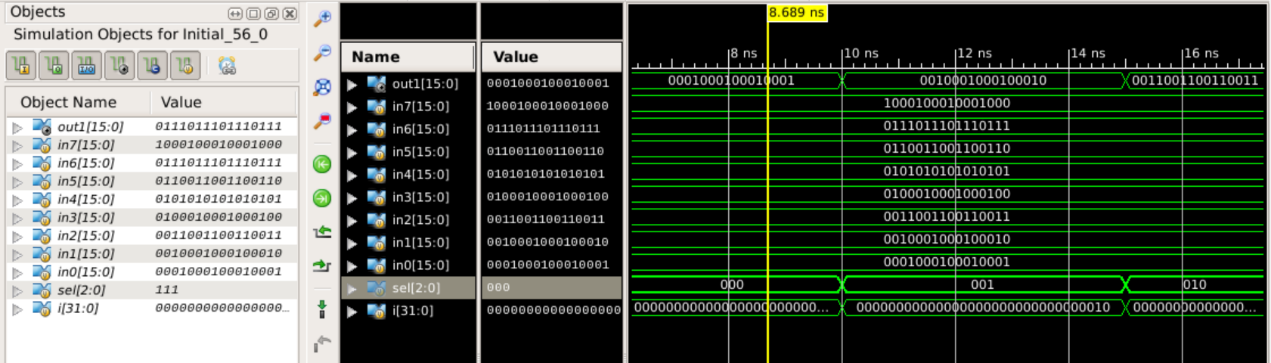 Objects
Simulation Objects for Initial_56_0
Object Name Value
out1[15:0] 0111011101110111
in7[15:0] 1000100010001000
in6[15:0] 0111011101110111
in5[15:0] 0110011001100110
in4[15:0] 0101010101010101
in3[15:0] 0100010001000100
in2[15:0] 0011001100110011
in1[15:0] 0010001000100010
in0[15:0] 0001000100010001
sel[2:0] 111
i[31:0] 0000000000000000...
8.689 ns
Name Value 8 ns 10 ns 12 ns 14 ns 16 ns
out1[15:0] 0001000100010001 0001000100010001 0010001000100010 0011001100110011
in7[15:0] 1000100010001000 1000100010001000
in6[15:0] 0111011101110111 0111011101110111
in5[15:0] 0110011001100110 0110011001100110
in4[15:0] 0101010101010101 0101010101010101
in3[15:0] 0100010001000100 0100010001000100
in2[15:0] 0011001100110011 0011001100110011
in1[15:0] 0010001000100010 0010001000100010
in0[15:0] 0001000100010001 0001000100010001
sel[2:0] 000 000 001 010
i[31:0]